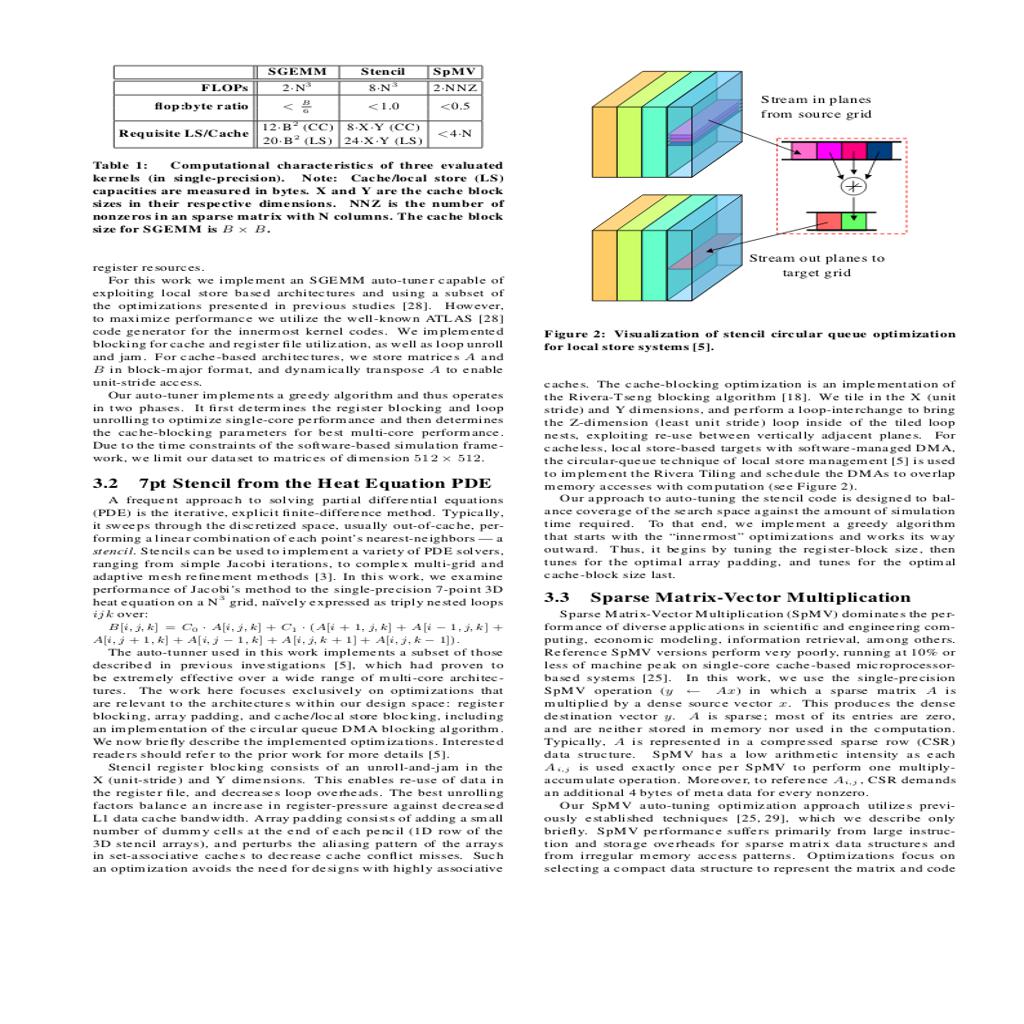 SGEMM Stencil SpMV
FLOPs 2·N³ 8·N³ 2·NNZ
flop:byte ratio < B/6 <1.0 <0.5
Requisite LS/Cache 12·B² (CC) 8·X·Y (CC) <4·N
20·B² (LS) 24·X·Y (LS)
Table 1: Computational characteristics of three evaluated
kernels (in single-precision). Note: Cache/local store (LS)
capacities are measured in bytes. X and Y are the cache block
sizes in their respective dimensions. NNZ is the number of
nonzeros in an sparse matrix with N columns. The cache block
size for SGEMM is B × B.
register resources.
For this work we implement an SGEMM auto-tuner capable of
exploiting local store based architectures and using a subset of
the optimizations presented in previous studies [28]. However,
to maximize performance we utilize the well-known ATLAS [28]
code generator for the innermost kernel codes. We implemented
blocking for cache and register file utilization, as well as loop unroll
and jam. For cache-based architectures, we store matrices A and
B in block-major format, and dynamically transpose A to enable
unit-stride access.
Our auto-tuner implements a greedy algorithm and thus operates
in two phases. It first determines the register blocking and loop
unrolling to optimize single-core performance and then determines
the cache-blocking parameters for best multi-core performance.
Due to the time constraints of the software-based simulation frame-
work, we limit our dataset to matrices of dimension 512 × 512.
3.2 7pt Stencil from the Heat Equation PDE
A frequent approach to solving partial differential equations
(PDE) is the iterative, explicit finite-difference method. Typically,
it sweeps through the discretized space, usually out-of-cache, per-
forming a linear combination of each point's nearest-neighbors — a
stencil. Stencils can be used to implement a variety of PDE solvers,
ranging from simple Jacobi iterations, to complex multi-grid and
adaptive mesh refinement methods [3]. In this work, we examine
performance of Jacobi's method to the single-precision 7-point 3D
heat equation on a N³ grid, naïvely expressed as triply nested loops
ijk over:
B[i, j, k] = C₀ · A[i, j, k] + C₁ · (A[i + 1, j, k] + A[i − 1, j, k] +
A[i, j + 1, k] + A[i, j − 1, k] + A[i, j, k + 1] + A[i, j, k − 1]).
The auto-tunner used in this work implements a subset of those
described in previous investigations [5], which had proven to
be extremely effective over a wide range of multi-core architec-
tures. The work here focuses exclusively on optimizations that
are relevant to the architectures within our design space: register
blocking, array padding, and cache/local store blocking, including
an implementation of the circular queue DMA blocking algorithm.
We now briefly describe the implemented optimizations. Interested
readers should refer to the prior work for more details [5].
Stencil register blocking consists of an unroll-and-jam in the
X (unit-stride) and Y dimensions. This enables re-use of data in
the register file, and decreases loop overheads. The best unrolling
factors balance an increase in register-pressure against decreased
L1 data cache bandwidth. Array padding consists of adding a small
number of dummy cells at the end of each pencil (1D row of the
3D stencil arrays), and perturbs the aliasing pattern of the arrays
in set-associative caches to decrease cache conflict misses. Such
an optimization avoids the need for designs with highly associative
Stream in planes
from source grid
+
Stream out planes to
target grid
Figure 2: Visualization of stencil circular queue optimization
for local store systems [5].
caches. The cache-blocking optimization is an implementation of
the Rivera-Tseng blocking algorithm [18]. We tile in the X (unit
stride) and Y dimensions, and perform a loop-interchange to bring
the Z-dimension (least unit stride) loop inside of the tiled loop
nests, exploiting re-use between vertically adjacent planes. For
cacheless, local store-based targets with software-managed DMA,
the circular-queue technique of local store management [5] is used
to implement the Rivera Tiling and schedule the DMAs to overlap
memory accesses with computation (see Figure 2).
Our approach to auto-tuning the stencil code is designed to bal-
ance coverage of the search space against the amount of simulation
time required. To that end, we implement a greedy algorithm
that starts with the “innermost” optimizations and works its way
outward. Thus, it begins by tuning the register-block size, then
tunes for the optimal array padding, and tunes for the optimal
cache-block size last.
3.3 Sparse Matrix-Vector Multiplication
Sparse Matrix-Vector Multiplication (SpMV) dominates the per-
formance of diverse applications in scientific and engineering com-
puting, economic modeling, information retrieval, among others.
Reference SpMV versions perform very poorly, running at 10% or
less of machine peak on single-core cache-based microprocessor-
based systems [25]. In this work, we use the single-precision
SpMV operation (y ← Ax) in which a sparse matrix A is
multiplied by a dense source vector x. This produces the dense
destination vector y. A is sparse; most of its entries are zero,
and are neither stored in memory nor used in the computation.
Typically, A is represented in a compressed sparse row (CSR)
data structure. SpMV has a low arithmetic intensity as each
Aᵢ,ⱼ is used exactly once per SpMV to perform one multiply-
accumulate operation. Moreover, to reference Aᵢ,ⱼ, CSR demands
an additional 4 bytes of meta data for every nonzero.
Our SpMV auto-tuning optimization approach utilizes previ-
ously established techniques [25, 29], which we describe only
briefly. SpMV performance suffers primarily from large instruc-
tion and storage overheads for sparse matrix data structures and
from irregular memory access patterns. Optimizations focus on
selecting a compact data structure to represent the matrix and code